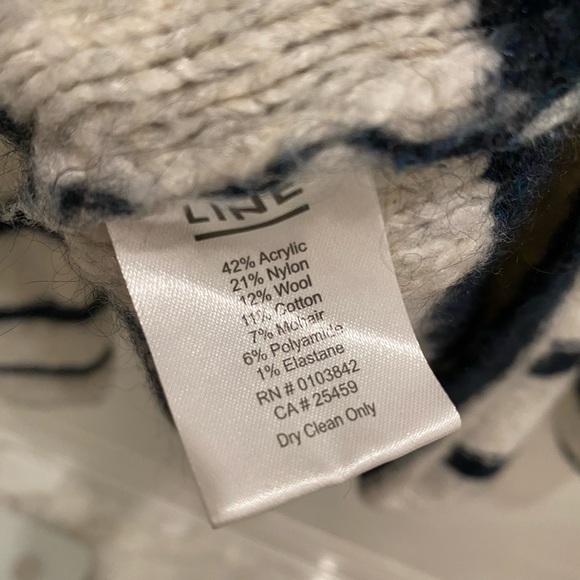 LINE
42% Acrylic
21% Nylon
12% Wool
11% Cotton
7% Mohair
6% Polyamide
1% Elastane
RN # 0103842
CA # 25459
Dry Clean Only